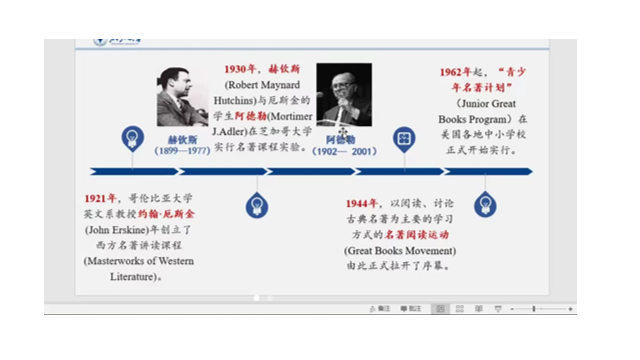 1930年，赫钦斯
(Robert Maynard
Hutchins)与厄斯金的
学生阿德勒(Mortimer
J.Adler)在芝加哥大学
实行名著课程实验。
1962年起，“青少
年名著计划”
（Junior Great
Books Program）在
美国各地中小学校
正式开始实行。
赫钦斯
（1899—1977）
阿德勒
（1902— 2001）
1921年，哥伦比亚大学
英文系教授约翰·厄斯金
(John Erskine)年创立了
西方名著讲读课程
(Masterworks of Western
Literature)。
1944年，以阅读、讨论
古典名著为主要的学习
方式的名著阅读运动
(Great Books Movement)
由此正式拉开了序幕。
备注 批注